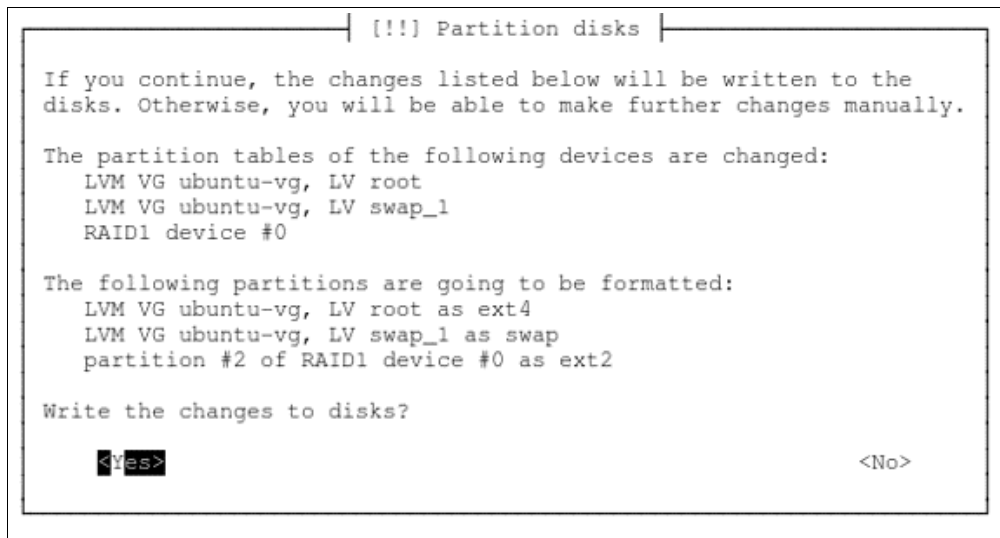 [!!] Partition disks
If you continue, the changes listed below will be written to the
disks. Otherwise, you will be able to make further changes manually.
The partition tables of the following devices are changed:
LVM VG ubuntu-vg, LV root
LVM VG ubuntu-vg, LV swap_1
RAID1 device #0
The following partitions are going to be formatted:
LVM VG ubuntu-vg, LV root as ext4
LVM VG ubuntu-vg, LV swap_1 as swap
partition #2 of RAID1 device #0 as ext2
Write the changes to disks?
<Yes> <No>